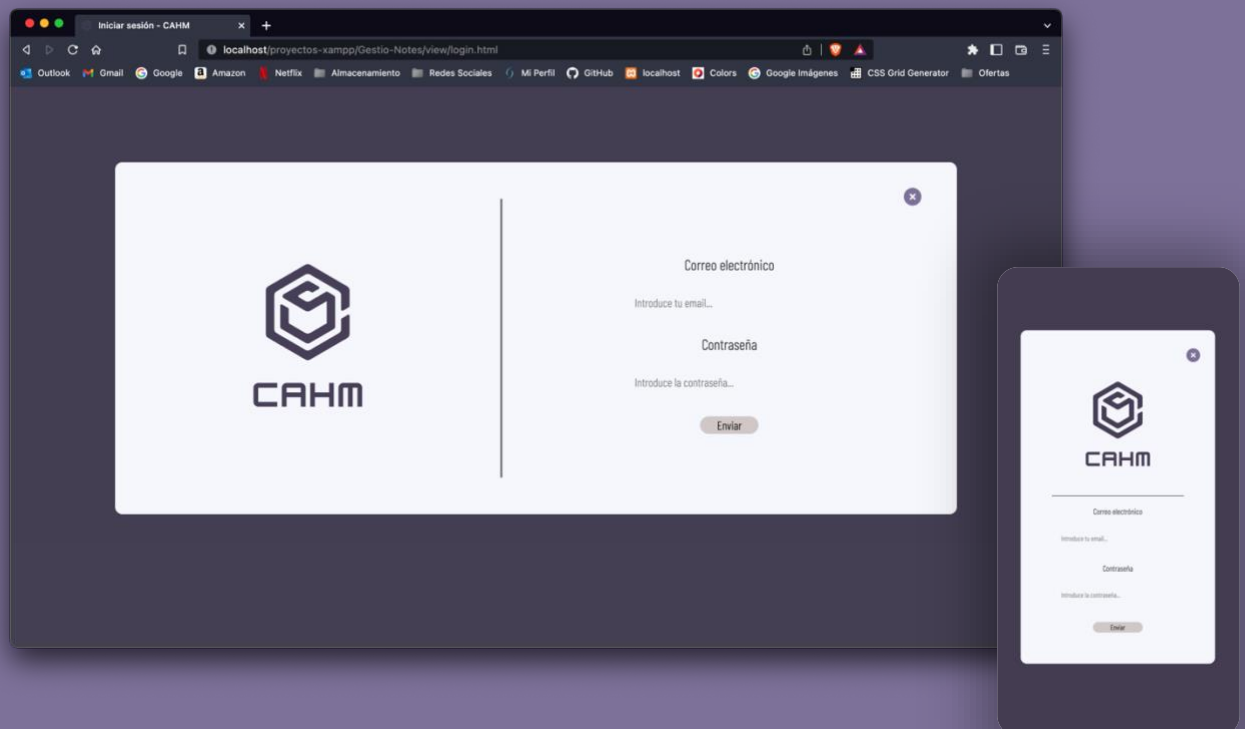 Iniciar sesión - CAHM
localhost/proyectos-xampp/Gestio-Notes/view/login.html
Outlook Gmail Google Amazon Netflix Almacenamiento Redes Sociales Mi Perfil GitHub localhost Colors Google Imágenes CSS Grid Generator Ofertas
CAHM
Correo electrónico
Introduce tu email...
Contraseña
Introduce la contraseña...
Enviar
CAHM
Correo electrónico
Introduce tu email...
Contraseña
Introduce la contraseña...
Enviar